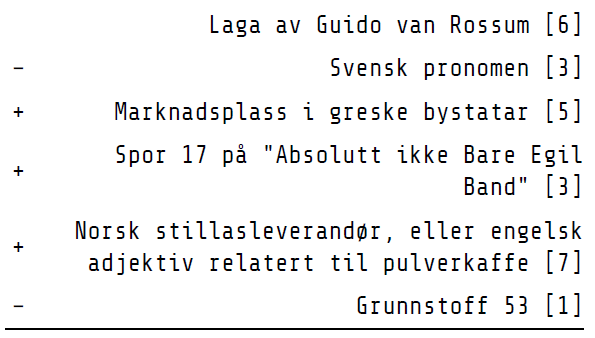 Laga av Guido van Rossum [6]
- Svensk pronomen [3]
+ Marknadsplass i greske bystatar [5]
+ Spor 17 på "Absolutt ikke Bare Egil
Band" [3]
+ Norsk stillasleverandør, eller engelsk
adjektiv relatert til pulverkaffe [7]
- Grunnstoff 53 [1]